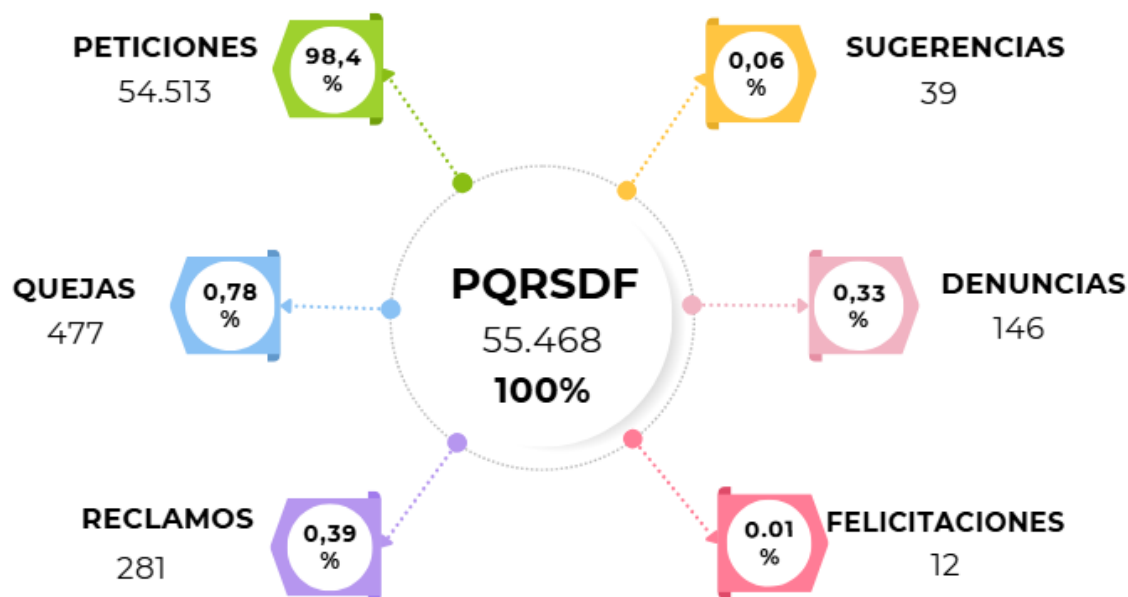 PETICIONES
54.513
98,4
%
SUGERENCIAS
39
0,06
%
QUEJAS
477
0,78
%
PQRSDF
55.468
100%
DENUNCIAS
146
0,33
%
RECLAMOS
281
0,39
%
FELICITACIONES
12
0.01
%